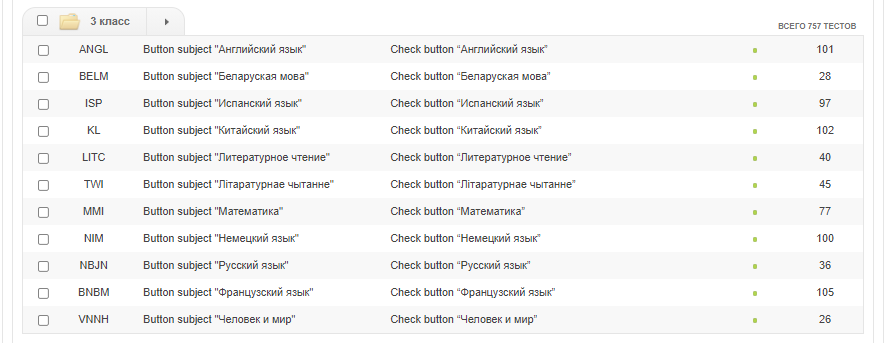 3 класс
ВСЕГО 757 ТЕСТОВ
ANGL Button subject "Английский язык" Check button “Английский язык” 101
BELM Button subject "Беларуская мова" Check button “Беларуская мова” 28
ISP Button subject "Испанский язык" Check button “Испанский язык” 97
KL Button subject "Китайский язык" Check button “Китайский язык” 102
LITC Button subject "Литературное чтение" Check button “Литературное чтение” 40
TWI Button subject "Літаратурнае чытанне" Check button “Літаратурнае чытанне” 45
MMI Button subject "Математика" Check button “Математика” 77
NIM Button subject "Немецкий язык" Check button “Немецкий язык” 100
NBJN Button subject "Русский язык" Check button “Русский язык” 36
BNBM Button subject "Французский язык" Check button “Французский язык” 105
VNNH Button subject "Человек и мир" Check button “Человек и мир” 26